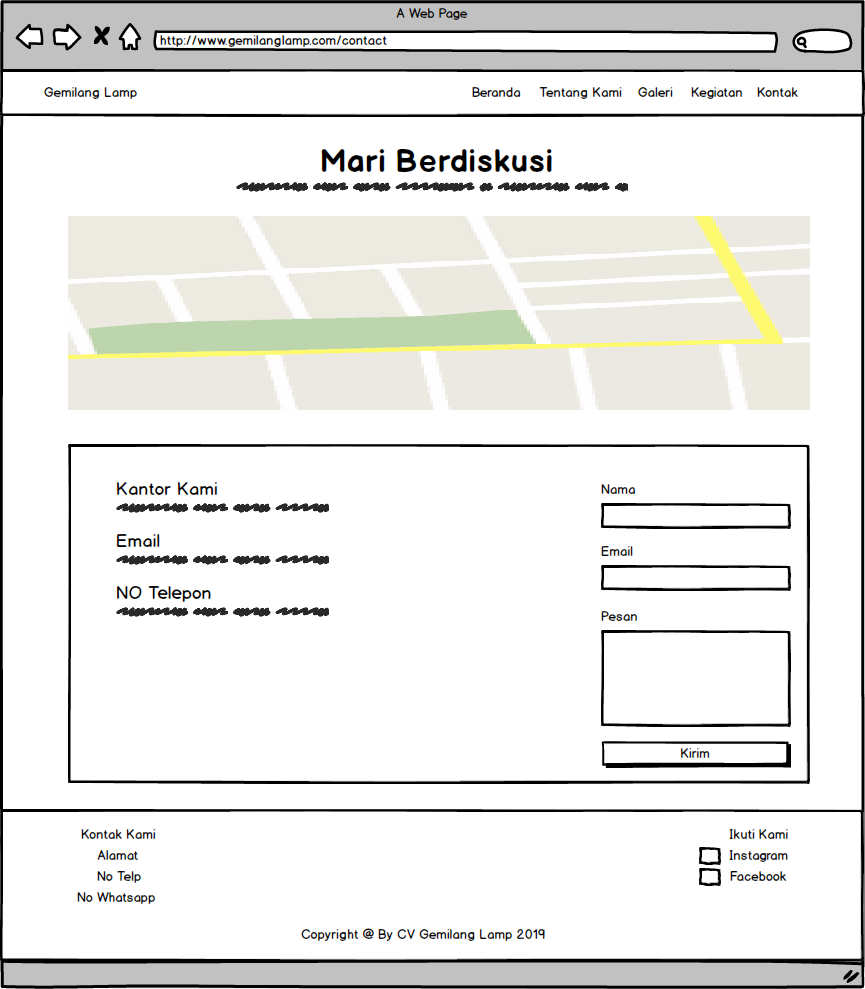 A Web Page
http://www.gemilanglamp.com/contact
Gemilang Lamp Beranda Tentang Kami Galeri Kegiatan Kontak
Mari Berdiskusi
Kantor Kami
Email
NO Telepon
Nama
Email
Pesan
Kirim
Kontak Kami
Alamat
No Telp
No Whatsapp
Ikuti Kami
Instagram
Facebook
Copyright @ By CV Gemilang Lamp 2019